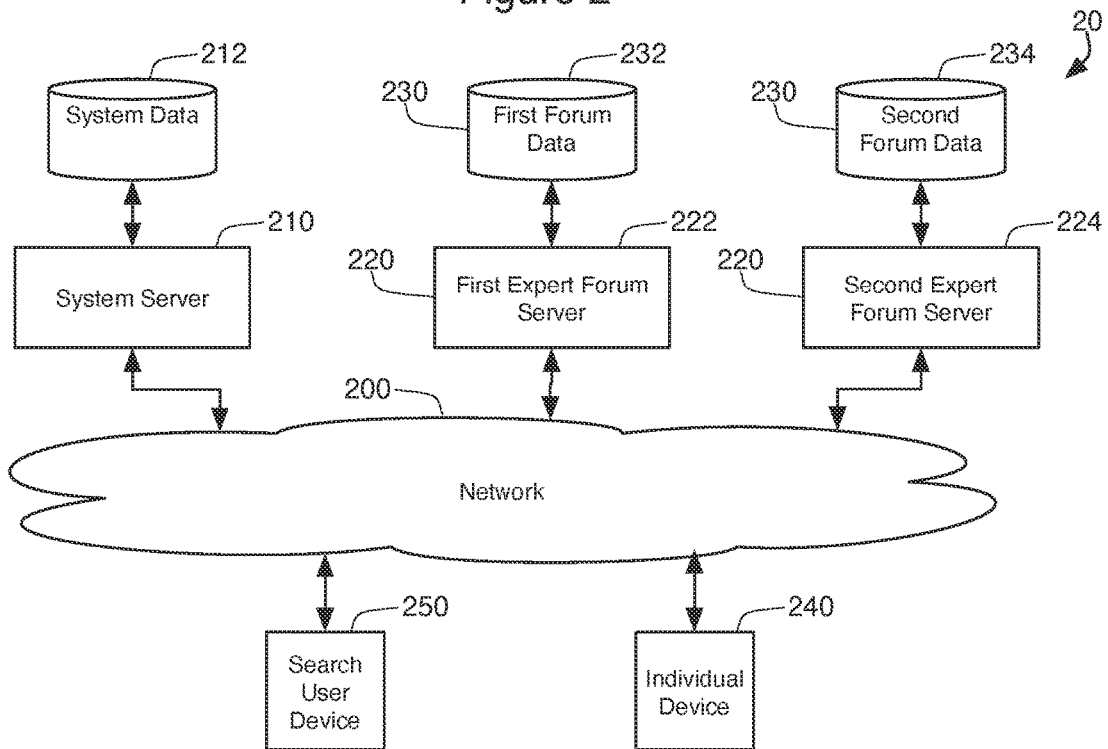 Figure 2
20
212
232
234
System Data
230
First Forum
Data
230
Second
Forum Data
210
222
224
System Server
220
First Expert Forum
Server
220
Second Expert
Forum Server
200
Network
250
240
Search
User
Device
Individual
Device